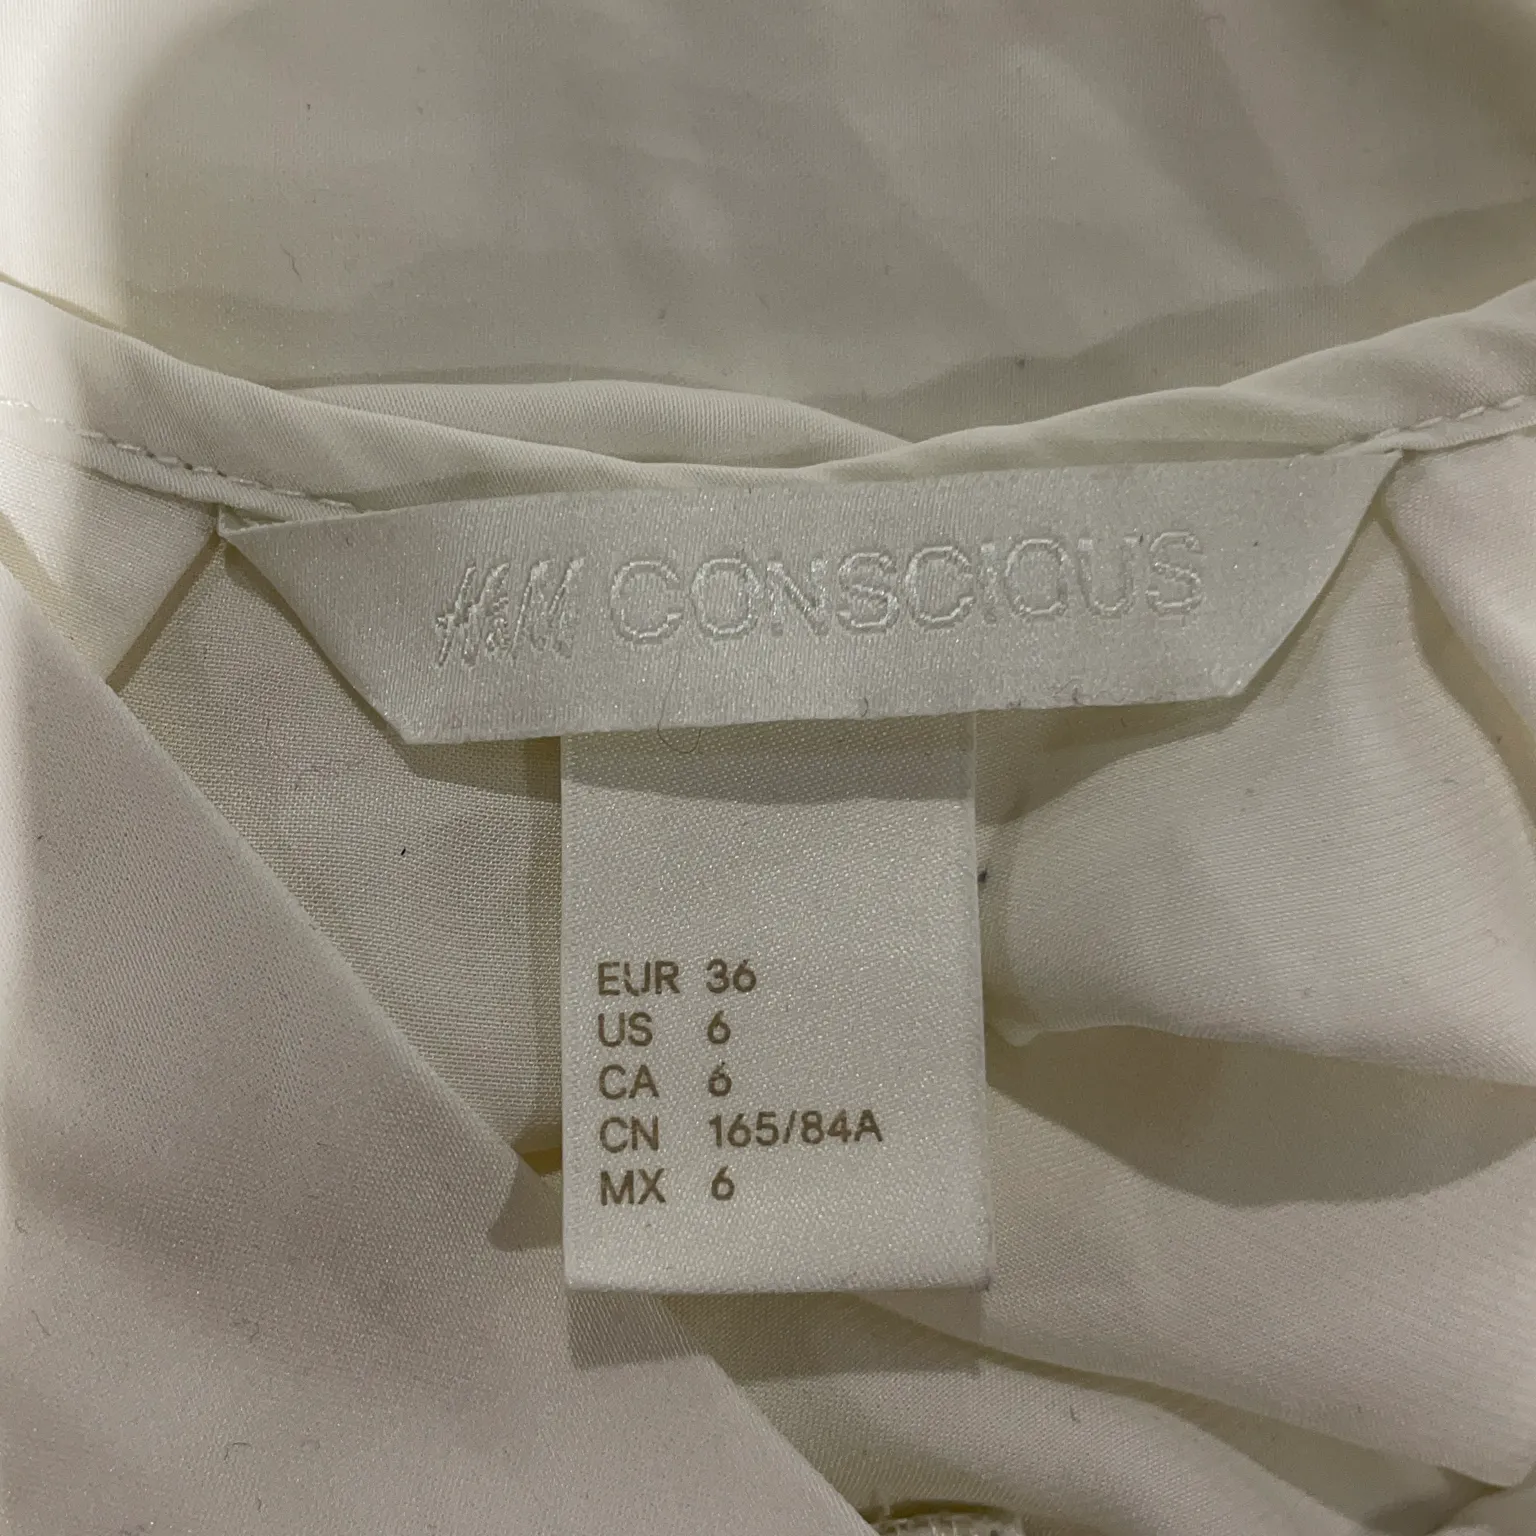 H&M CONSCIOUS
EUR 36
US 6
CA 6
CN 165/84A
MX 6